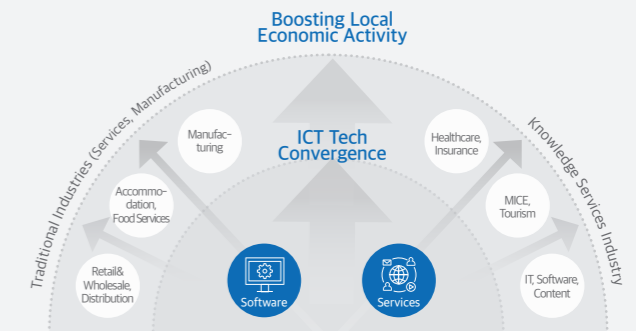 Boosting Local
Economic Activity
Traditional Industries (Services, Manufacturing)
Knowledge Services Industry
ICT Tech
Convergence
Manufac-
turing
Healthcare,
Insurance
Accommo-
dation,
Food Services
MICE,
Tourism
Retail&
Wholesale,
Distribution
Software
Services
IT, Software,
Content